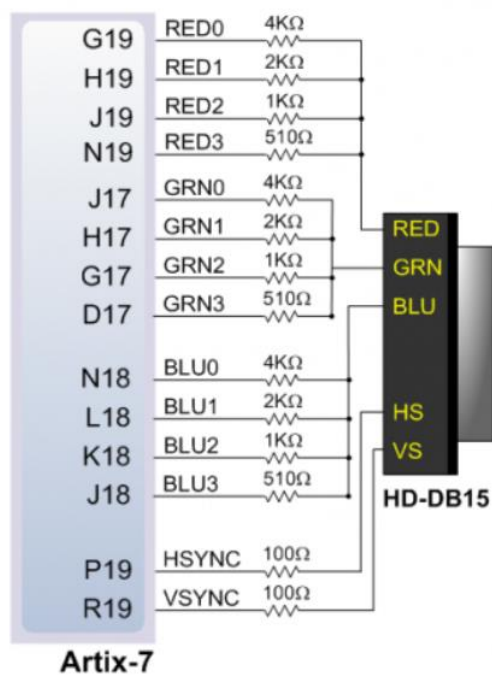 G19 RED0 4KΩ
H19 RED1 2KΩ
J19 RED2 1KΩ
N19 RED3 510Ω
J17 GRN0 4KΩ
H17 GRN1 2KΩ
G17 GRN2 1KΩ
D17 GRN3 510Ω
N18 BLU0 4KΩ
L18 BLU1 2KΩ
K18 BLU2 1KΩ
J18 BLU3 510Ω
P19 HSYNC 100Ω
R19 VSYNC 100Ω
Artix-7
RED
GRN
BLU
HS
VS
HD-DB15